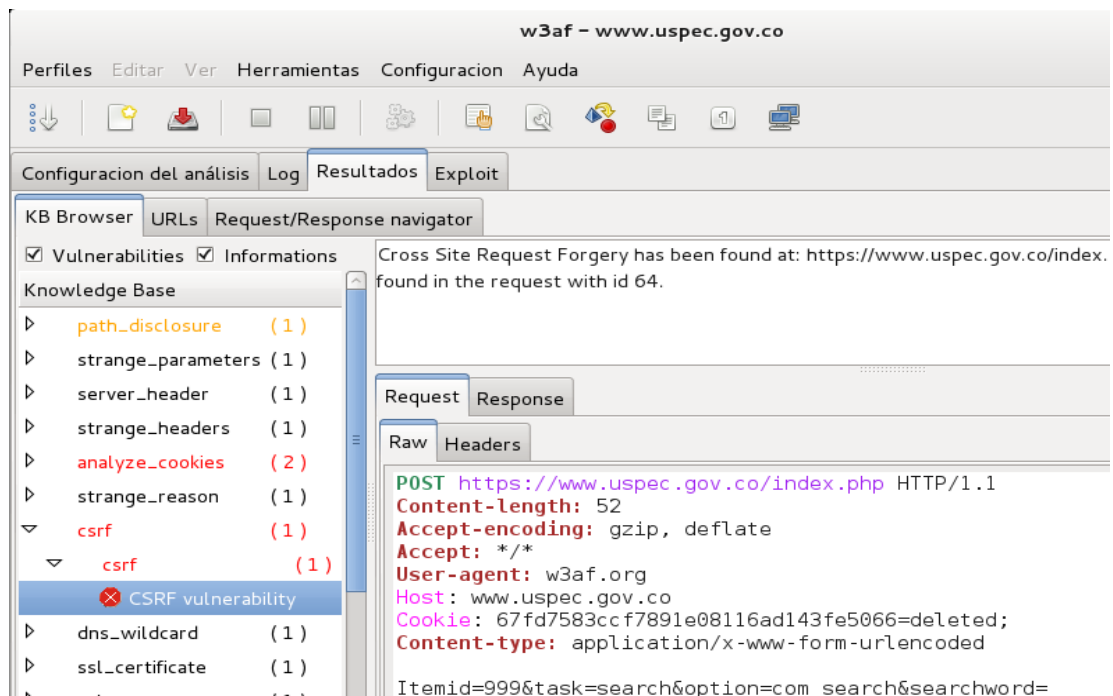 w3af - www.uspec.gov.co
Perfiles Editar Ver Herramientas Configuracion Ayuda
Configuracion del análisis Log Resultados Exploit
KB Browser URLs Request/Response navigator
Vulnerabilities Informations
Knowledge Base
path_disclosure (1)
strange_parameters (1)
server_header (1)
strange_headers (1)
analyze_cookies (2)
strange_reason (1)
csrf (1)
csrf (1)
CSRF vulnerability
dns_wildcard (1)
ssl_certificate (1)
Cross Site Request Forgery has been found at: https://www.uspec.gov.co/index.
found in the request with id 64.
Request Response
Raw Headers
POST https://www.uspec.gov.co/index.php HTTP/1.1
Content-length: 52
Accept-encoding: gzip, deflate
Accept: */*
User-agent: w3af.org
Host: www.uspec.gov.co
Cookie: 67fd7583ccf7891e08116ad143fe5066=deleted;
Content-type: application/x-www-form-urlencoded
Itemid=999&task=search&option=com_search&searchword=